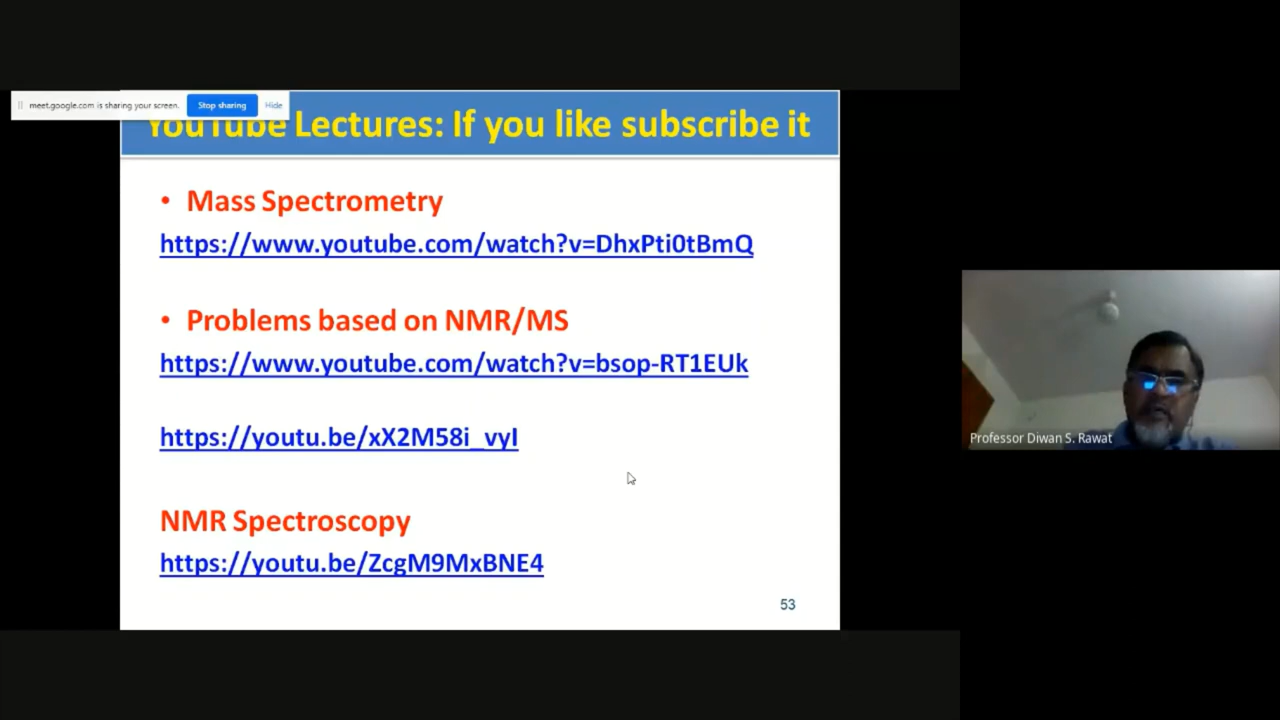 meet.google.com is sharing your screen. Stop sharing Hide
YouTube Lectures: If you like subscribe it
• Mass Spectrometry
https://www.youtube.com/watch?v=DhxPti0tBmQ
• Problems based on NMR/MS
https://www.youtube.com/watch?v=bsop-RT1EUk
https://youtu.be/xX2M58i_vyI
NMR Spectroscopy
https://youtu.be/ZcgM9MxBNE4
53
Professor Diwan S. Rawat